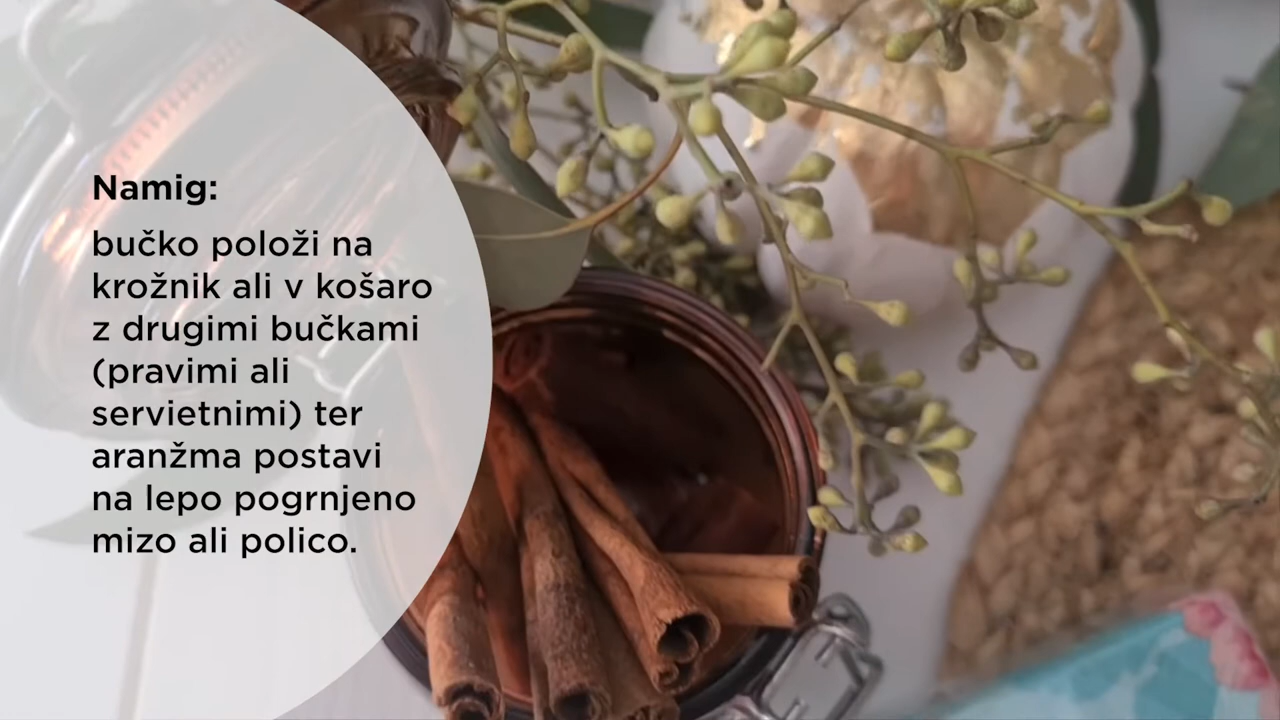 Namig:
bučko položi na
krožnik ali v košaro
z drugimi bučkami
(pravimi ali
servietnimi) ter
aranžma postavi
na lepo pogrnjeno
mizo ali polico.